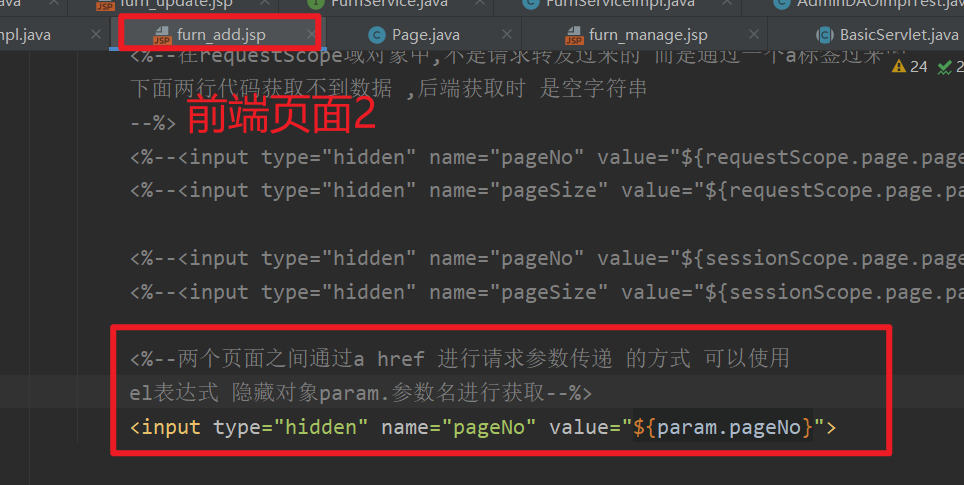 furn_update.jsp FurnService.java FurnServiceImpl.java AdminDAOImplTest.java
mpl.java furn_add.jsp Page.java furn_manage.jsp BasicServlet.java
<%--在requestScope域对象中,不是请求转发过来的 而是通过一个a标签过来 24 2
下面两行代码获取不到数据 ,后端获取时 是空字符串
--%> 前端页面2
<%--<input type="hidden" name="pageNo" value="${requestScope.page.page
<%--<input type="hidden" name="pageSize" value="${requestScope.page.pa
<%--<input type="hidden" name="pageNo" value="${sessionScope.page.page
<%--<input type="hidden" name="pageSize" value="${sessionScope.page.pa
<%--两个页面之间通过a href 进行请求参数传递 的方式 可以使用
el表达式 隐藏对象param.参数名进行获取--%>
<input type="hidden" name="pageNo" value="${param.pageNo}">